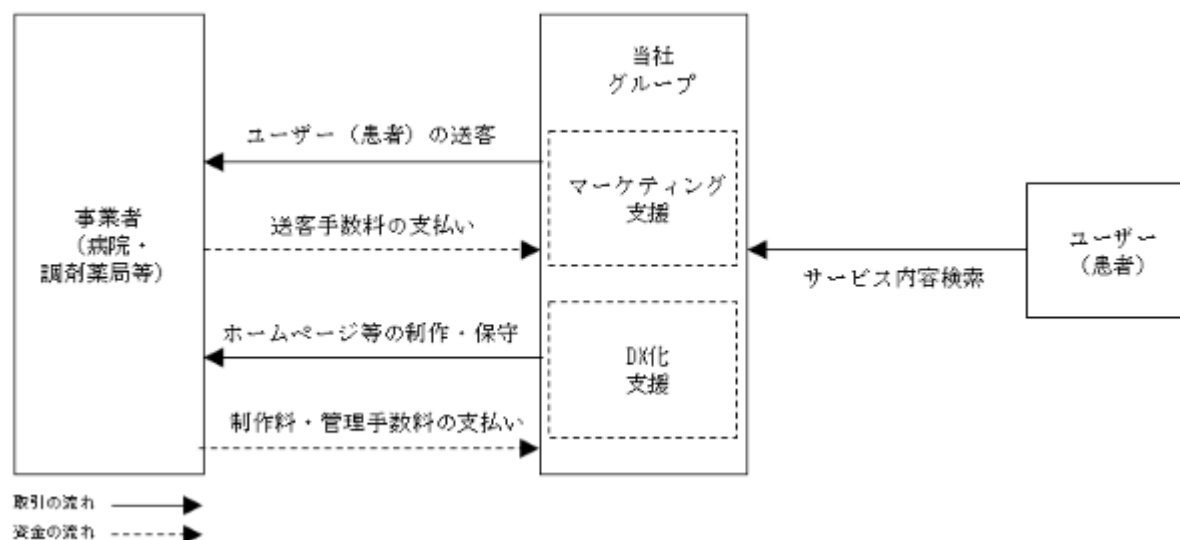 当社
グループ
ユーザー（患者）の送客
マーケティング
支援
事業者
（病院・
調剤薬局等）
送客手数料の支払い
ユーザー
（患者）
サービス内容検索
ホームページ等の制作・保守
DX化
支援
制作料・管理手数料の支払い
取引の流れ
資金の流れ